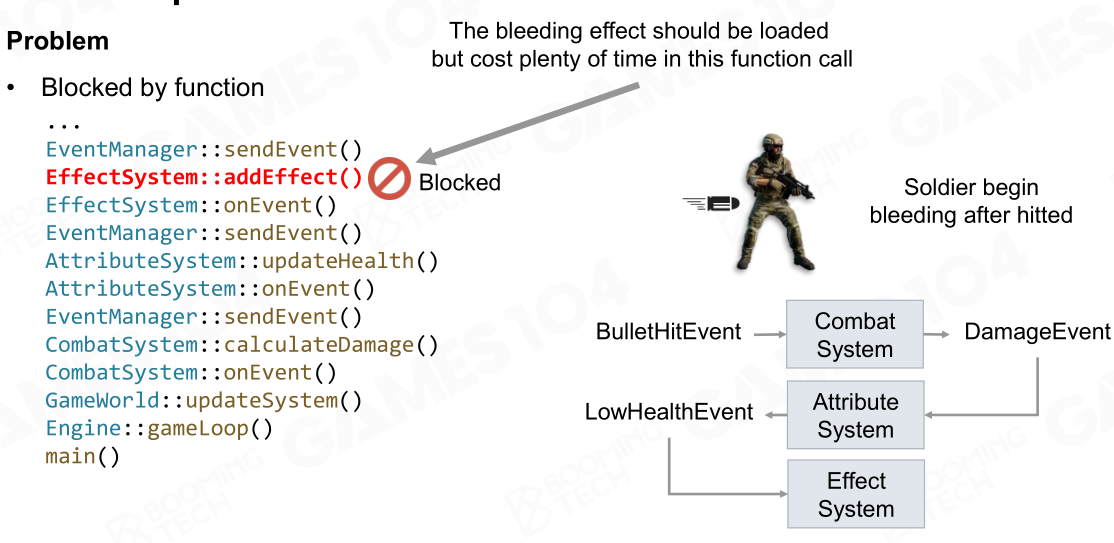 Problem
• Blocked by function
...
EventManager::sendEvent()
EffectSystem::addEffect()
EffectSystem::onEvent()
EventManager::sendEvent()
AttributeSystem::updateHealth()
AttributeSystem::onEvent()
EventManager::sendEvent()
CombatSystem::calculateDamage()
CombatSystem::onEvent()
GameWorld::updateSystem()
Engine::gameLoop()
main()
Blocked
The bleeding effect should be loaded
but cost plenty of time in this function call
Soldier begin
bleeding after hitted
BulletHitEvent
Combat
System
DamageEvent
LowHealthEvent
Attribute
System
Effect
System
GAMES104
BOOMING
TECH